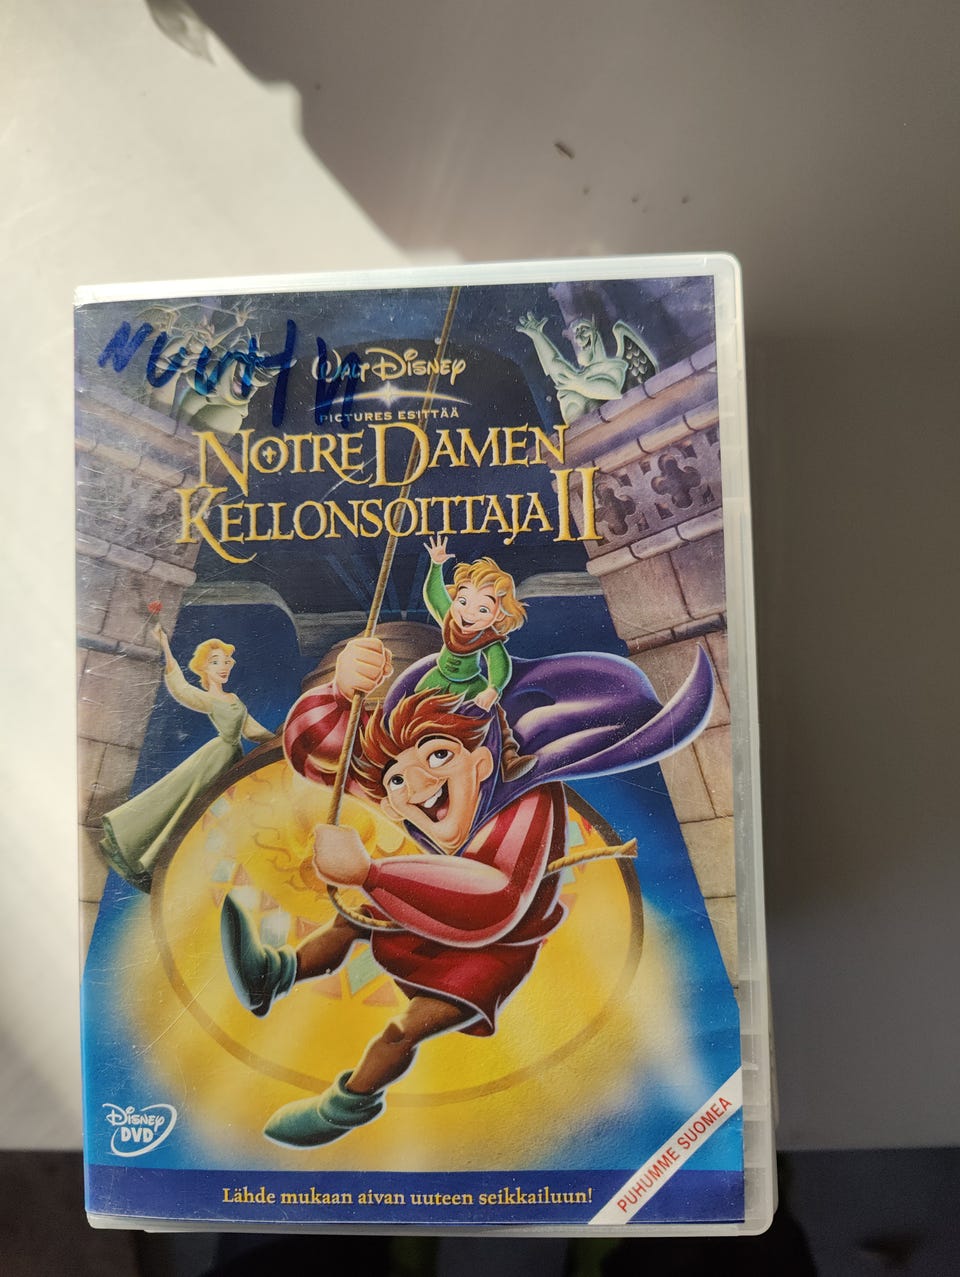 WALT DISNEY
PICTURES ESITTÄÄ
NOTRE DAMEN
KELLONSOITTAJA II
DISNEY
DVD
PUHUMME SUOMEA
Lähde mukaan aivan uuteen seikkailuun!